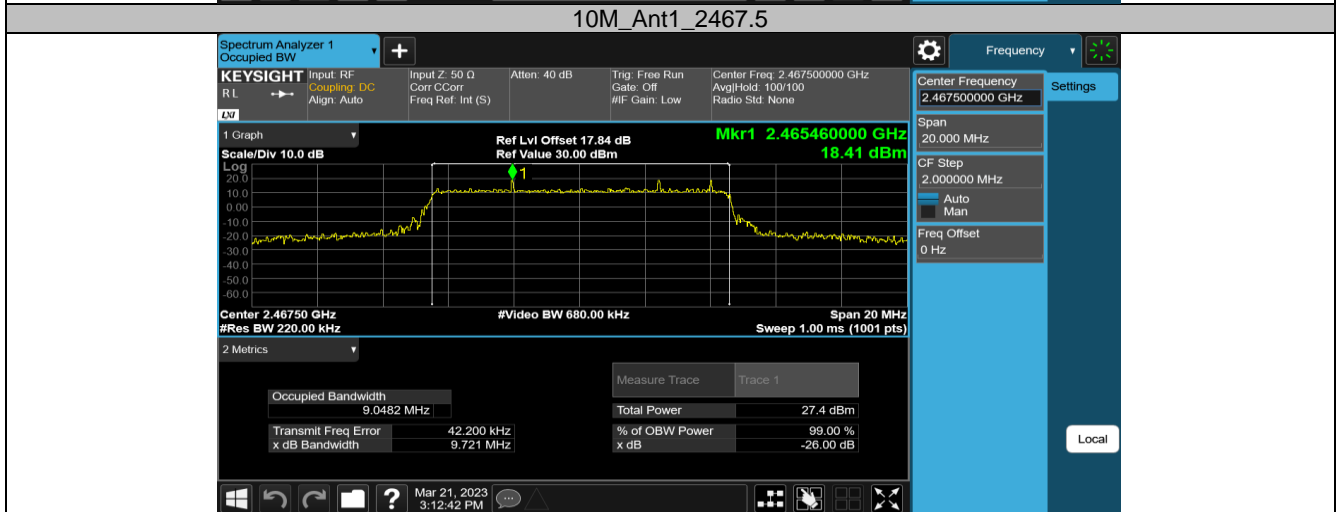 10M_Ant1_2467.5
Spectrum Analyzer 1
Occupied BW
+
Frequency
KEYSIGHT
RL
LXI
Input: RF
Coupling: DC
Align: Auto
Input Z: 50 Ω
Corr CCorr
Freq Ref: Int (S)
Atten: 40 dB
Trig: Free Run
Gate: Off
#IF Gain: Low
Center Freq: 2.467500000 GHz
Avg|Hold: 100/100
Radio Std: None
Center Frequency
2.467500000 GHz
Settings
Span
20.000 MHz
CF Step
2.000000 MHz
Auto
Man
Freq Offset
0 Hz
1 Graph
Scale/Div 10.0 dB
Ref Lvl Offset 17.84 dB
Ref Value 30.00 dBm
Mkr1 2.465460000 GHz
18.41 dBm
Log
20.0
10.0
0.00
-10.0
-20.0
-30.0
-40.0
-50.0
-60.0
1
Center 2.46750 GHz
#Res BW 220.00 kHz
#Video BW 680.00 kHz
Span 20 MHz
Sweep 1.00 ms (1001 pts)
2 Metrics
Measure Trace Trace 1
Occupied Bandwidth
9.0482 MHz
Total Power 27.4 dBm
Transmit Freq Error 42.200 kHz
% of OBW Power 99.00 %
x dB Bandwidth 9.721 MHz
x dB -26.00 dB
Local
?
Mar 21, 2023
3:12:42 PM